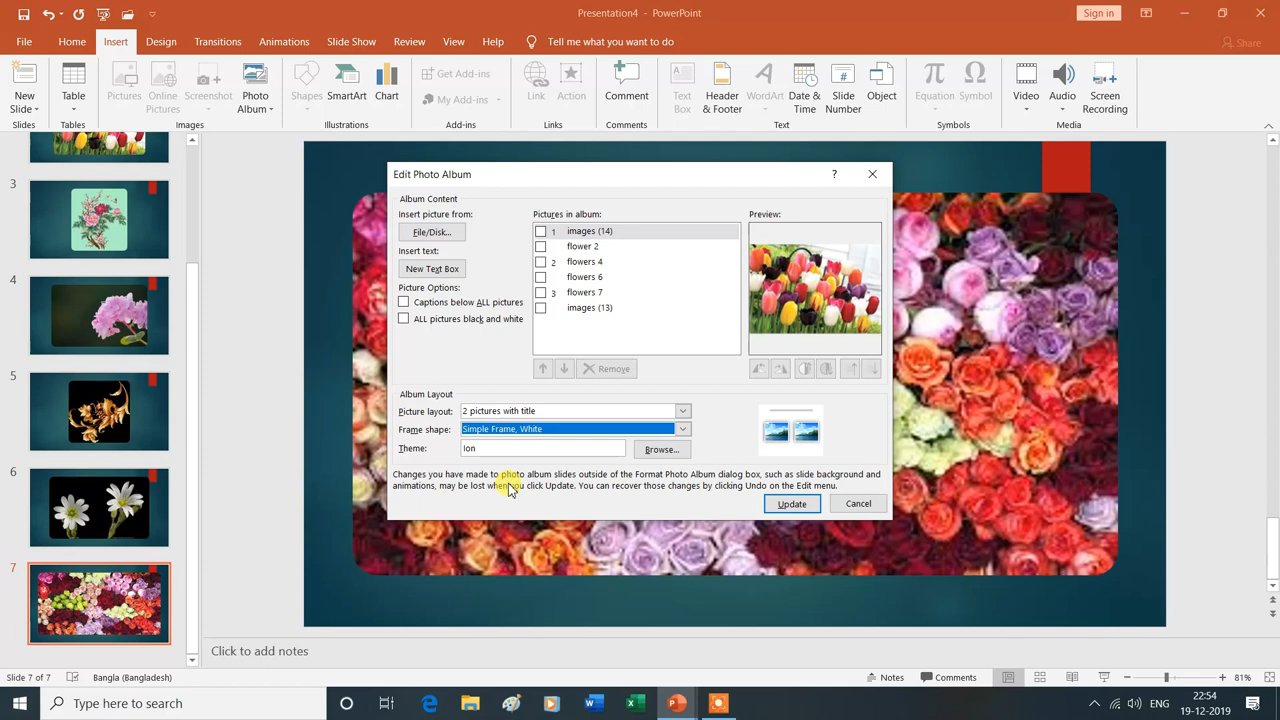 Presentation4 - PowerPoint
Sign in
File Home Insert Design Transitions Animations Slide Show Review View Help Tell me what you want to do Share
New Slide
Table
Pictures
Online Pictures
Screenshot
Photo Album
Shapes
SmartArt
Chart
Get Add-ins
My Add-ins
Link
Action
Comment
Text Box
Header & Footer
WordArt
Date & Time
Slide Number
Object
Equation
Symbol
Video
Audio
Screen Recording
Slides Tables Images Illustrations Add-ins Links Comments Text Symbols Media
3
4
5
6
7
Edit Photo Album
?
Album Content
Insert picture from:
File/Disk...
Insert text:
New Text Box
Picture Options:
Captions below ALL pictures
ALL pictures black and white
Pictures in album:
1 images (14)
flower 2
2 flowers 4
flowers 6
3 flowers 7
images (13)
Remove
Preview:
Album Layout
Picture layout: 2 pictures with title
Frame shape: Simple Frame, White
Theme: Ion
Browse...
Changes you have made to photo album slides outside of the Format Photo Album dialog box, such as slide background and
animations, may be lost when you click Update. You can recover those changes by clicking Undo on the Edit menu.
Update Cancel
Click to add notes
Slide 7 of 7 Bangla (Bangladesh) Notes Comments 81%
Type here to search
ENG
22:54
19-12-2019